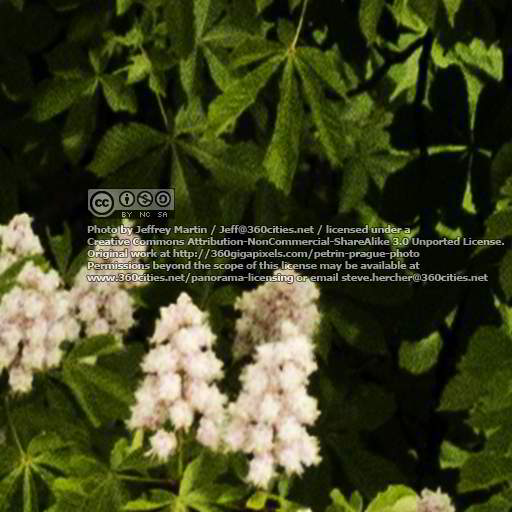 cc
BY NC SA
Photo by Jeffrey Martin / Jeff@360cities.net / licensed under a
Creative Commons Attribution-NonCommercial-ShareAlike 3.0 Unported License.
Original work at http://360gigapixels.com/petrin-prague-photo
Permissions beyond the scope of this license may be available at
www.360cities.net/panorama-licensing or email steve.hercher@360cities.net